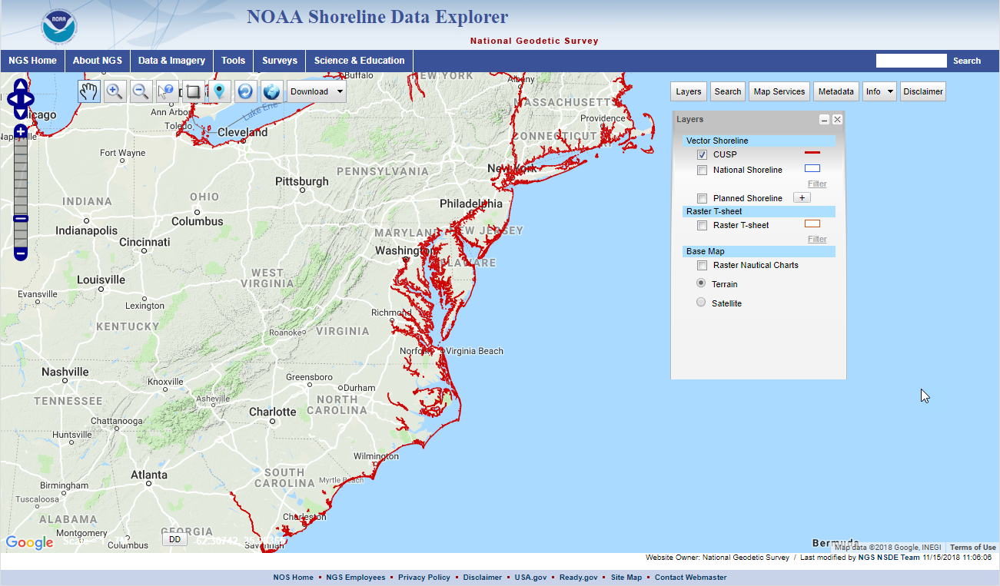 NOAA
NOAA Shoreline Data Explorer
National Geodetic Survey
NGS Home
About NGS
Data & Imagery
Tools
Surveys
Science & Education
Search
Download
Layers
Search
Map Services
Metadata
Info
Disclaimer
Layers
Vector Shoreline
CUSP
National Shoreline
Filter
Planned Shoreline
+
Raster T-sheet
Raster T-sheet
Filter
Base Map
Raster Nautical Charts
Terrain
Satellite
Buffalo
NEW YORK
Albany
MASSACHUSETT
Providence
CONNECTICUT
Ann Arbor
Lake Erie
Toledo
Cleveland
Fort Wayne
New York
PENNSYLVANIA
Pittsburgh
OHIO
INDIANA
Philadelphia
Columbus
Indianapolis
MARYLAND
NEW JERSEY
Cincinnati
Washington
DELAWARE
WEST
VIRGINIA
Louisville
Evansville
Lexington
Richmond
KENTUCKY
Roanoke
VIRGINIA
Norfolk
Virginia Beach
Nashville
Knoxville
Greensboro
Durham
TENNESSEE
Asheville
NORTH
CAROLINA
Charlotte
Chattanooga
Huntsville
Wilmington
Atlanta
SOUTH
CAROLINA
Myrtle Beach
Birmingham
Tuscaloosa
ALABAMA
Charleston
Montgomery
GEORGIA
Columbus
Savannah
Google
DD
Bermuda
Map data ©2018 Google, INEGI
Terms of Use
Website Owner: National Geodetic Survey / Last modified by NGS NSDE Team 11/15/2018 11:06:06
NOS Home ▪ NGS Employees ▪ Privacy Policy ▪ Disclaimer ▪ USA.gov ▪ Ready.gov ▪ Site Map ▪ Contact Webmaster